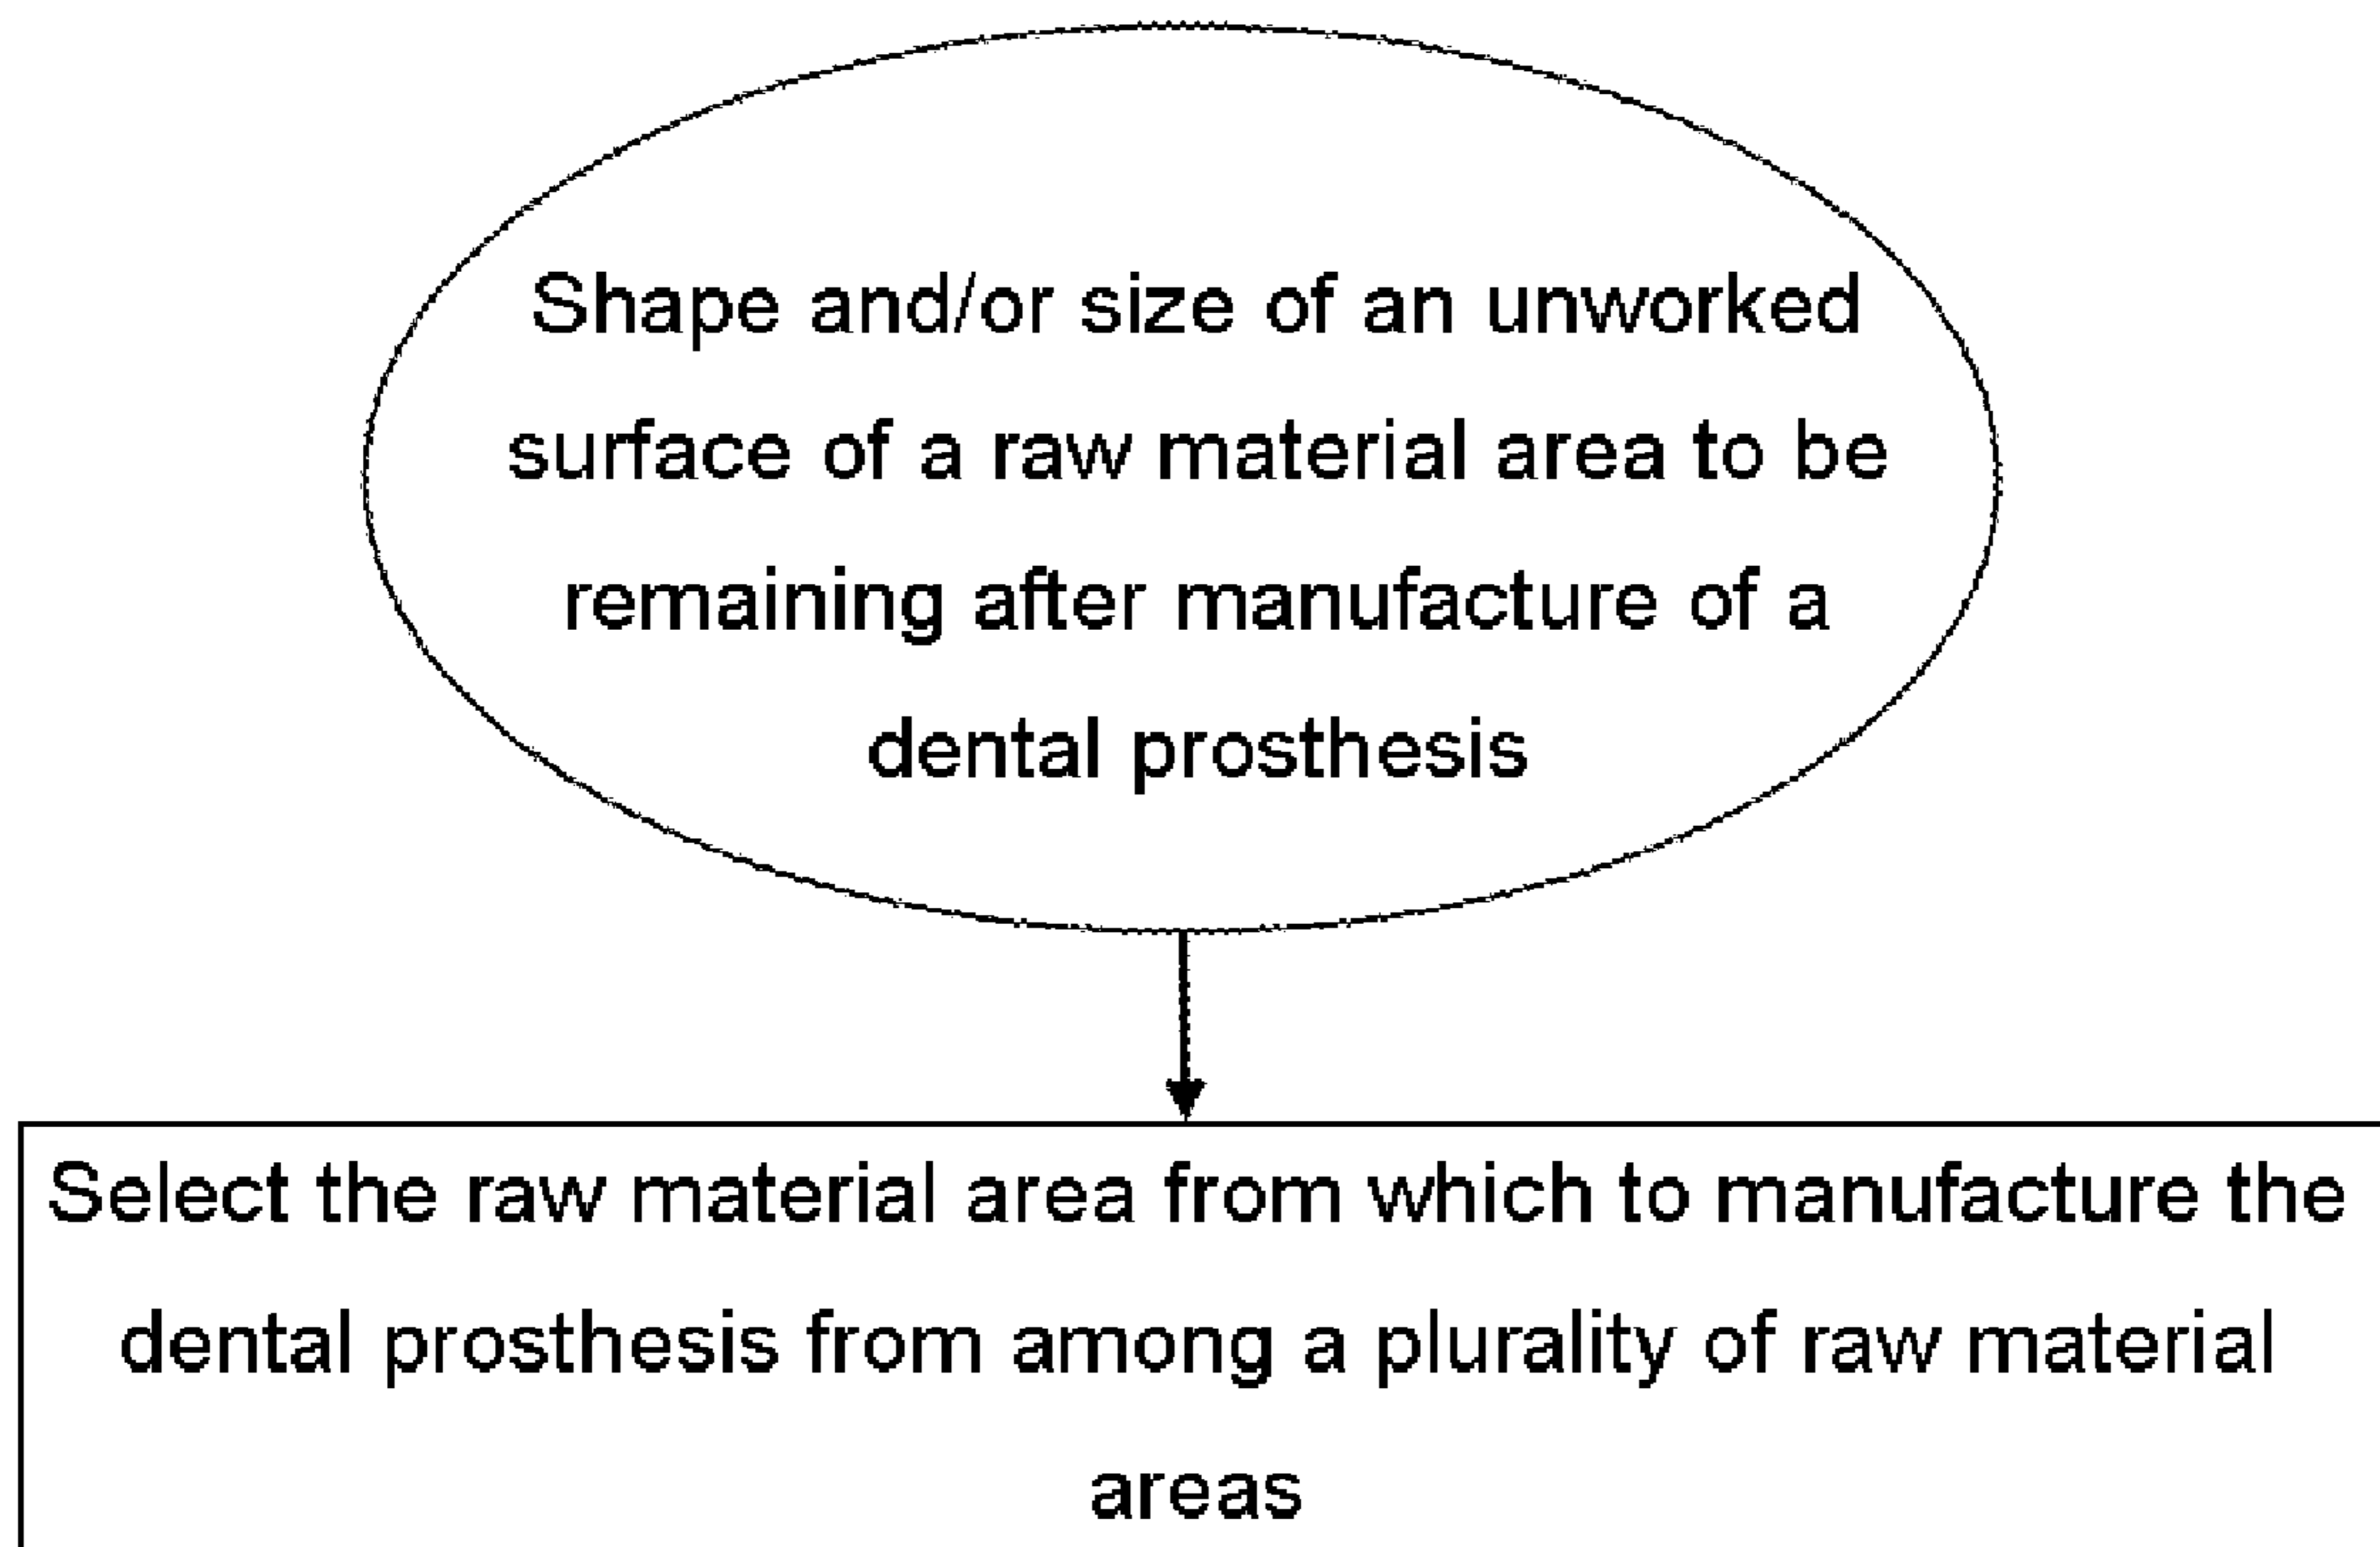 Shape and/or size of an unworked
surface of a raw material area to be
remaining after manufacture of a
dental prosthesis
Select the raw material area from which to manufacture the
dental prosthesis from among a plurality of raw material
areas